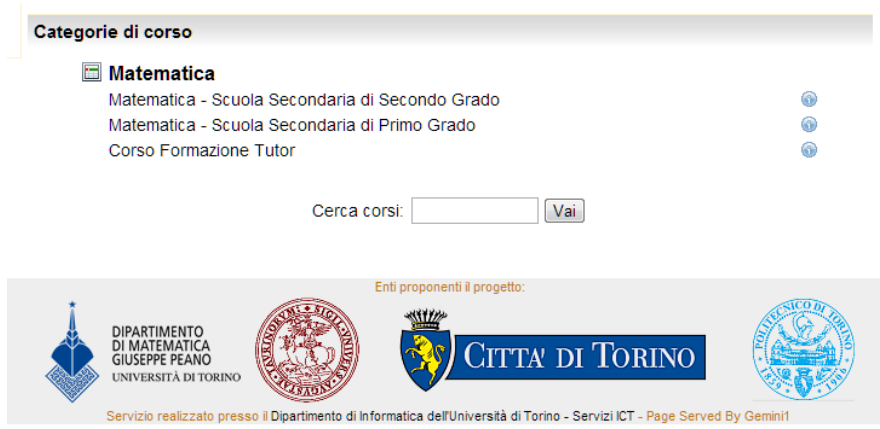 Categorie di corso
Matematica
Matematica - Scuola Secondaria di Secondo Grado
Matematica - Scuola Secondaria di Primo Grado
Corso Formazione Tutor
Cerca corsi: Vai
Enti proponenti il progetto:
DIPARTIMENTO
DI MATEMATICA
GIUSEPPE PEANO
UNIVERSITÀ DI TORINO
CITTA' DI TORINO
POLITECNICO DI TORINO
1859 1906
Servizio realizzato presso il Dipartimento di Informatica dell'Università di Torino - Servizi ICT - Page Served By Gemini1